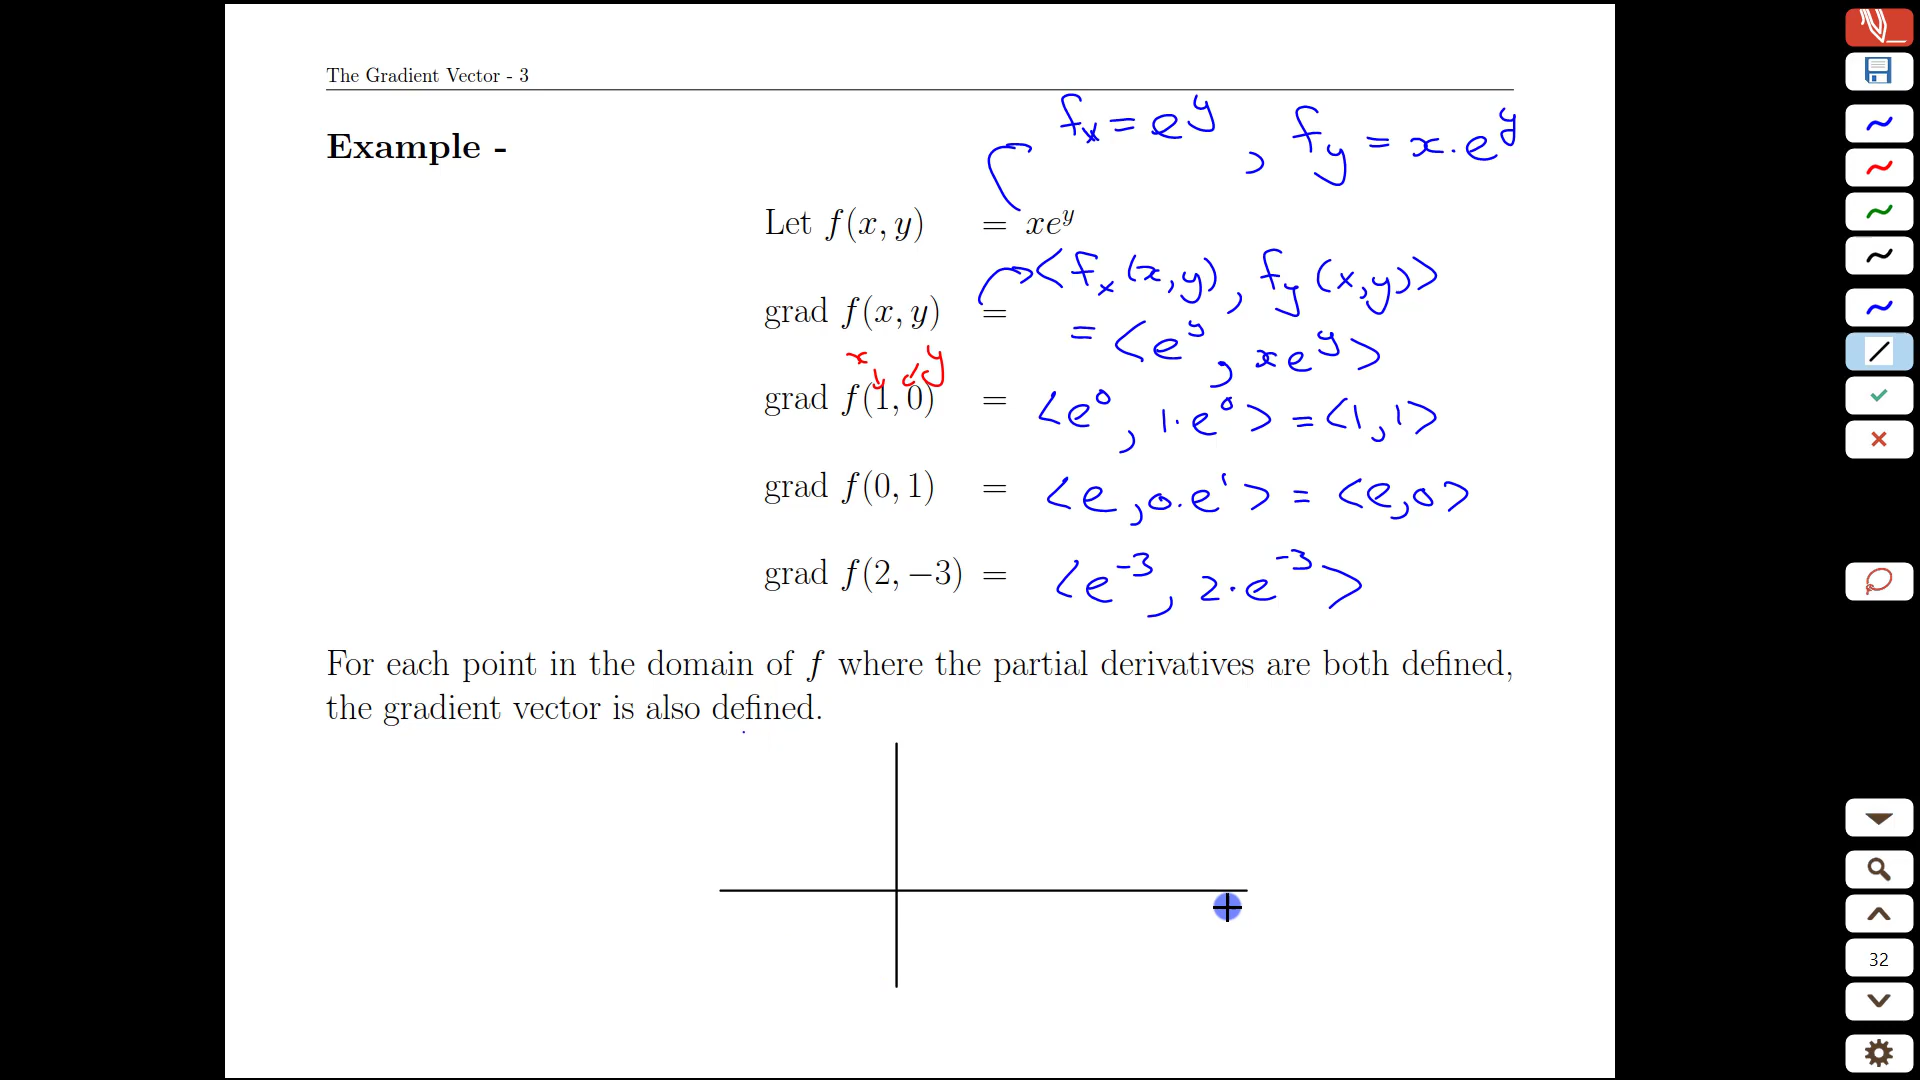 The Gradient Vector - 3
fₓ = e^y , f_y = x · e^y
Example -
Let f(x, y) = xe^y
<fₓ(x,y), f_y(x,y)>
grad f(x, y) =
= <e^y, xe^y>
x y
grad f(1, 0) = <e^0, 1·e^0> = <1,1>
grad f(0, 1) = <e, 0·e^1> = <e,0>
grad f(2, −3) = <e^-3, 2·e^-3>
For each point in the domain of f where the partial derivatives are both defined,
the gradient vector is also defined.
32